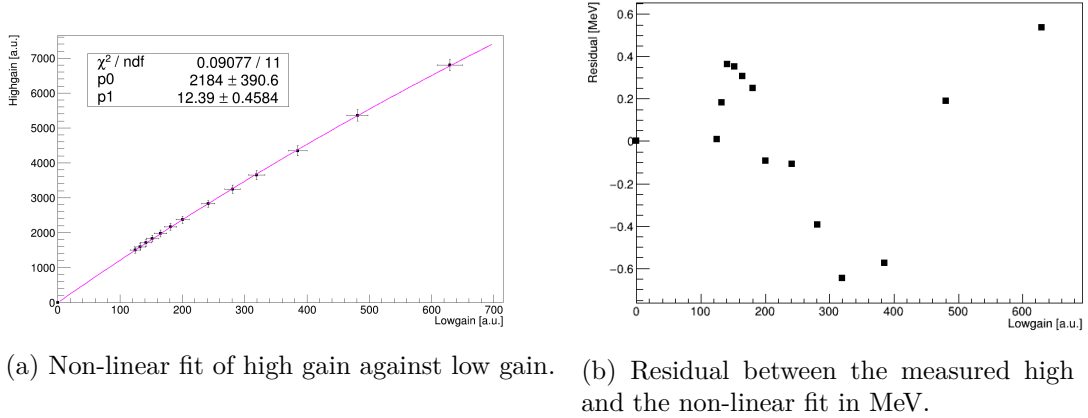 χ² / ndf 0.09077 / 11
p0 2184 ± 390.6
p1 12.39 ± 0.4584
Highgain [a.u.]
7000
6000
5000
4000
3000
2000
1000
0
0 100 200 300 400 500 600 700
Lowgain [a.u.]
(a) Non-linear fit of high gain against low gain.
Residual [MeV]
0.6
0.4
0.2
0
−0.2
−0.4
−0.6
0 100 200 300 400 500 600
Lowgain [a.u.]
(b) Residual between the measured high
and the non-linear fit in MeV.